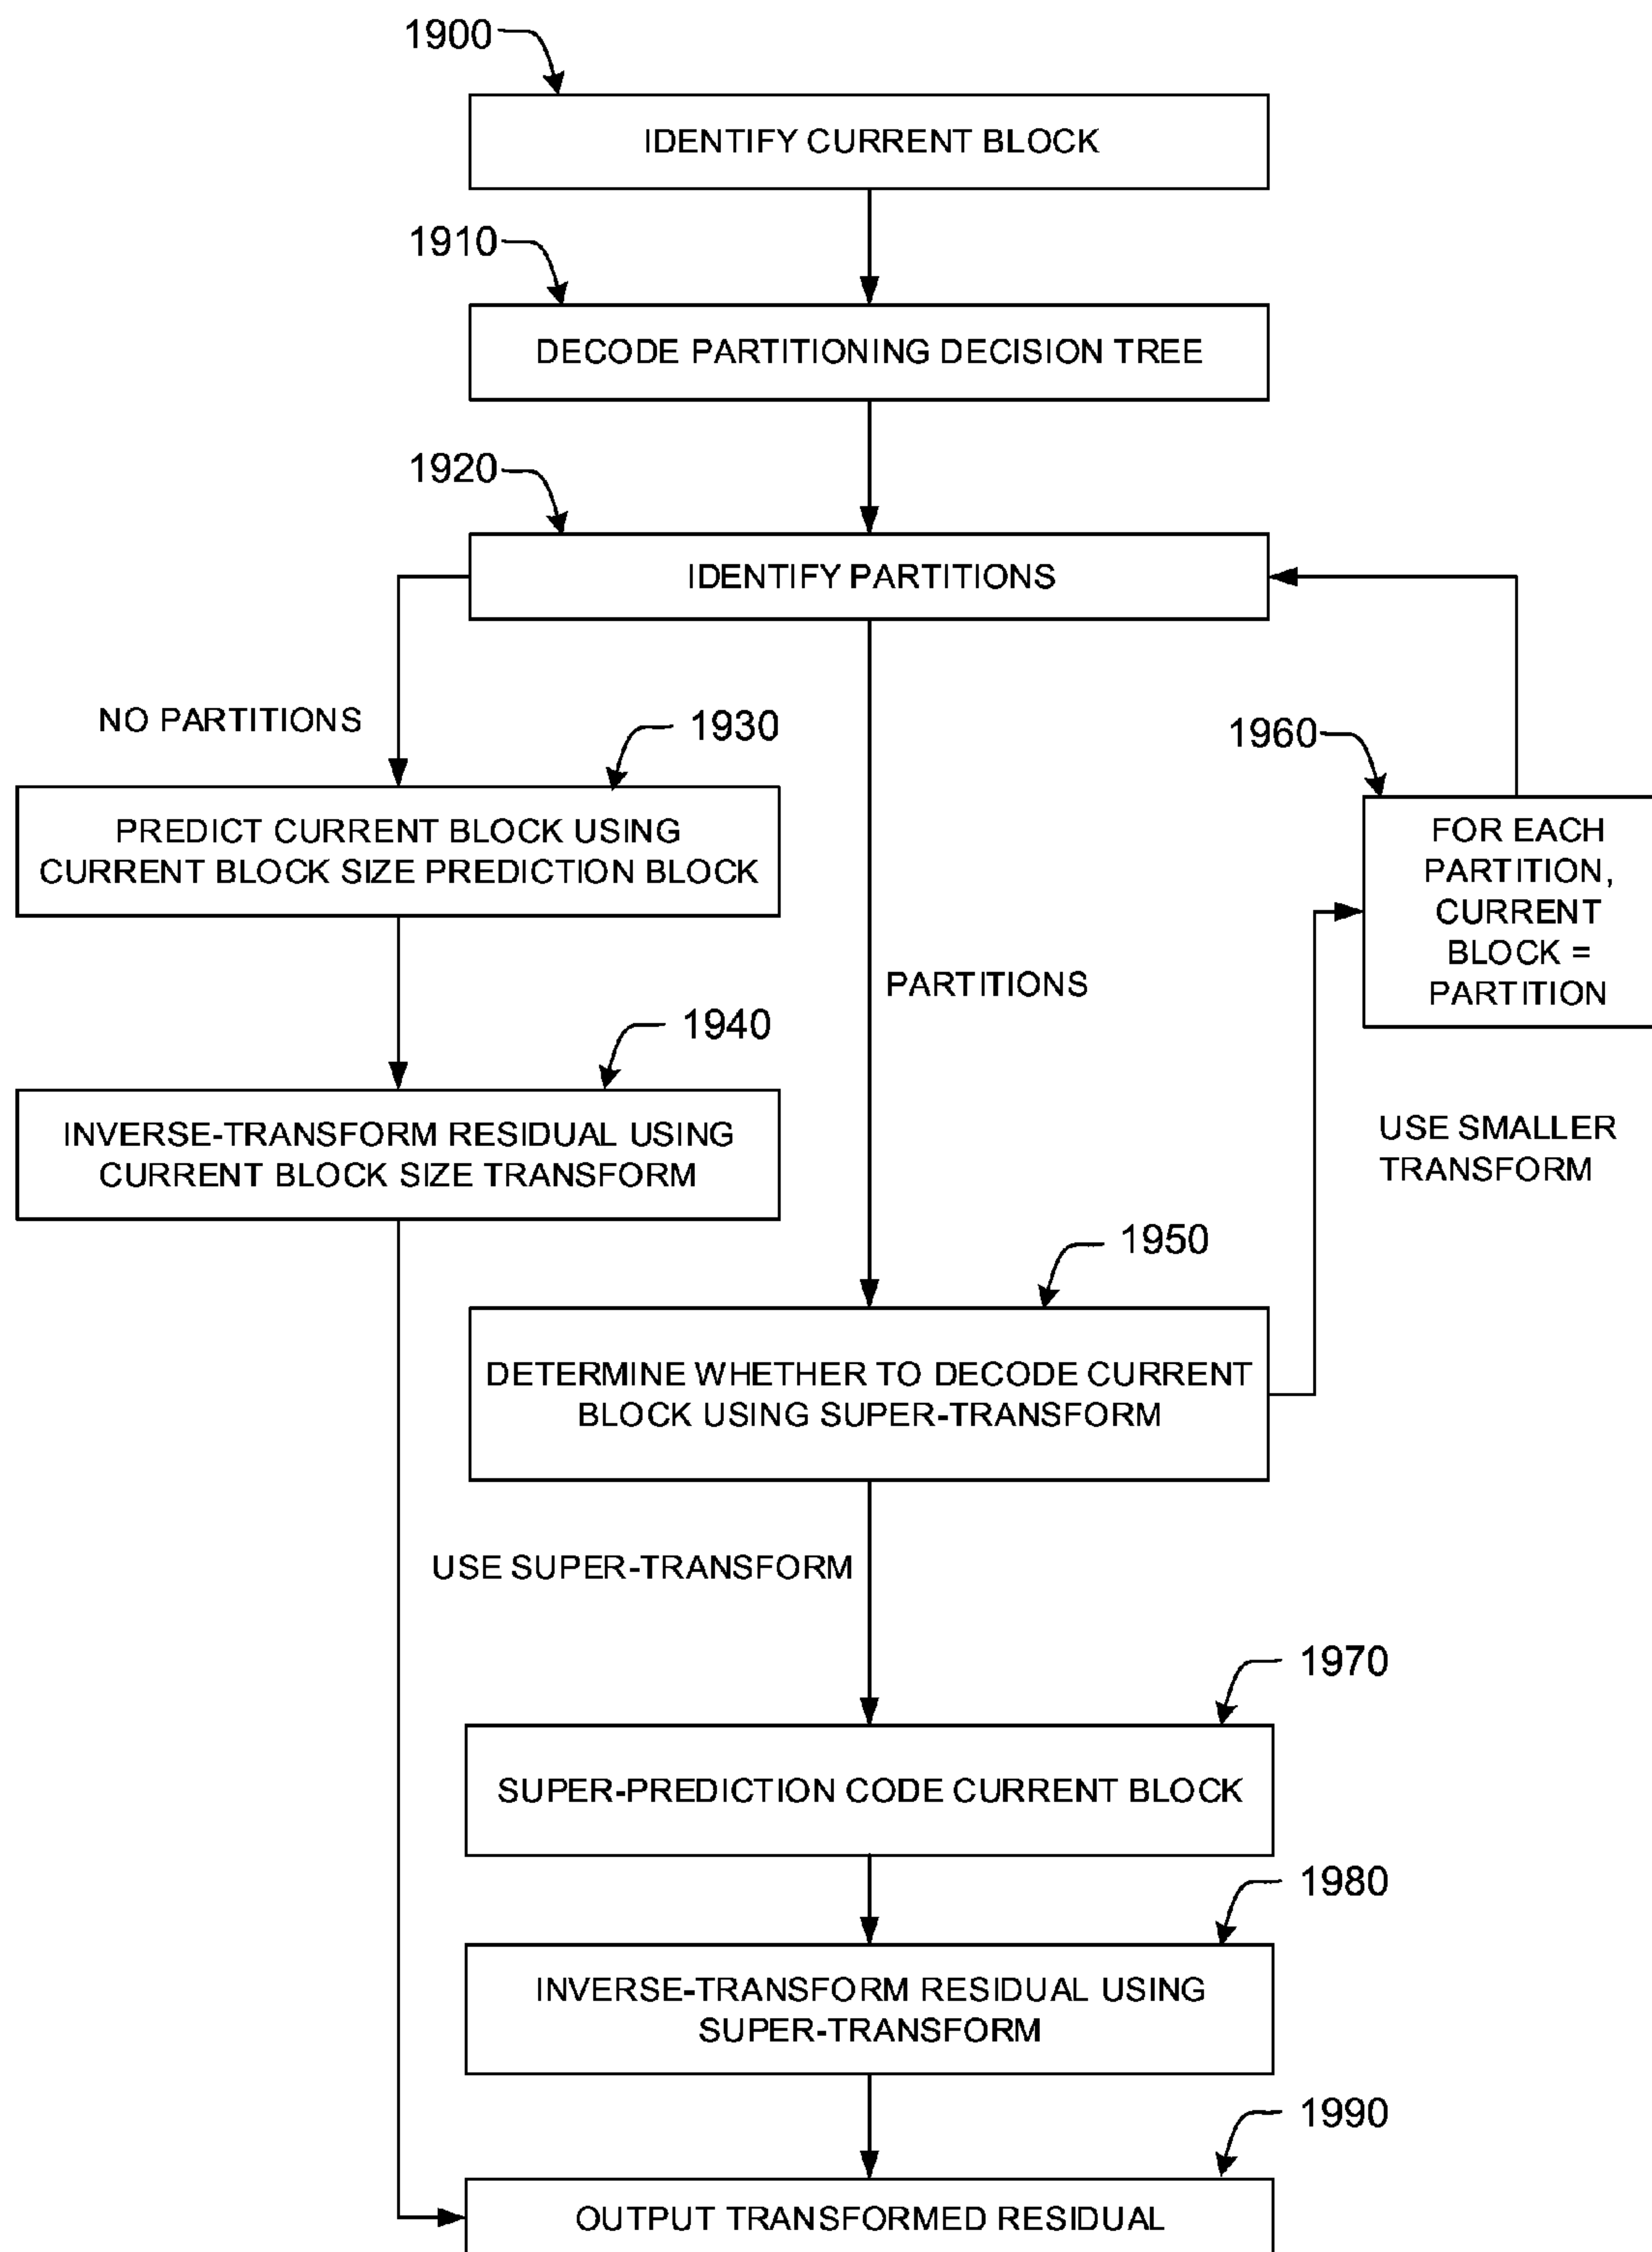 1900
IDENTIFY CURRENT BLOCK
1910
DECODE PARTITIONING DECISION TREE
1920
IDENTIFY PARTITIONS
NO PARTITIONS
1930
PREDICT CURRENT BLOCK USING
CURRENT BLOCK SIZE PREDICTION BLOCK
1940
INVERSE-TRANSFORM RESIDUAL USING
CURRENT BLOCK SIZE TRANSFORM
PARTITIONS
1960
FOR EACH
PARTITION,
CURRENT
BLOCK =
PARTITION
USE SMALLER
TRANSFORM
1950
DETERMINE WHETHER TO DECODE CURRENT
BLOCK USING SUPER-TRANSFORM
USE SUPER-TRANSFORM
1970
SUPER-PREDICTION CODE CURRENT BLOCK
1980
INVERSE-TRANSFORM RESIDUAL USING
SUPER-TRANSFORM
1990
OUTPUT TRANSFORMED RESIDUAL